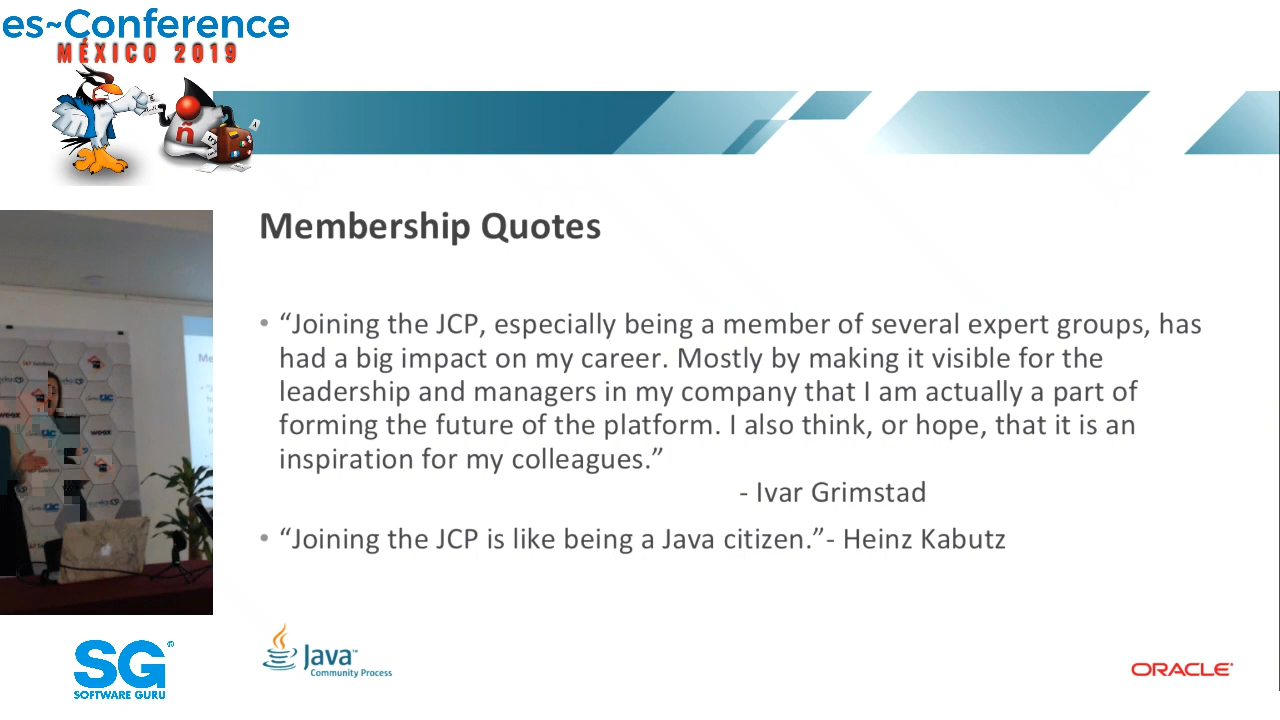 es~Conference
MÉXICO 2019
ñ
Membership Quotes
• “Joining the JCP, especially being a member of several expert groups, has
had a big impact on my career. Mostly by making it visible for the
leadership and managers in my company that I am actually a part of
forming the future of the platform. I also think, or hope, that it is an
inspiration for my colleagues.”
- Ivar Grimstad
• “Joining the JCP is like being a Java citizen.”- Heinz Kabutz
wonx
Me
SG®
SOFTWARE GURU
Java™
Community Process
ORACLE®